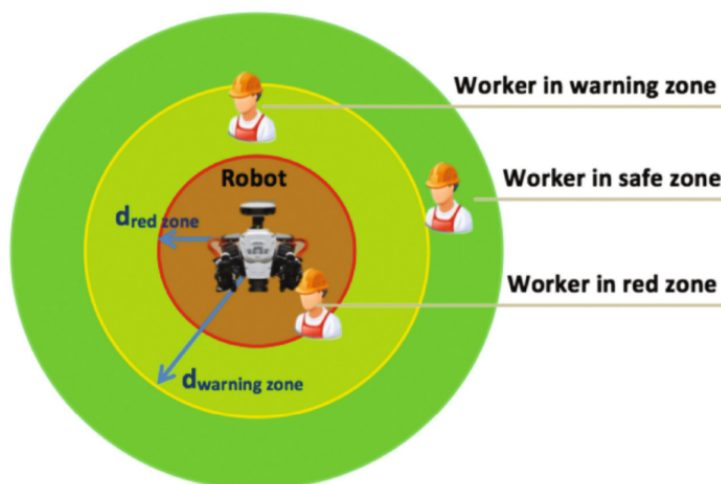 Worker in warning zone
Robot
Worker in safe zone
dred zone
Worker in red zone
dwarning zone